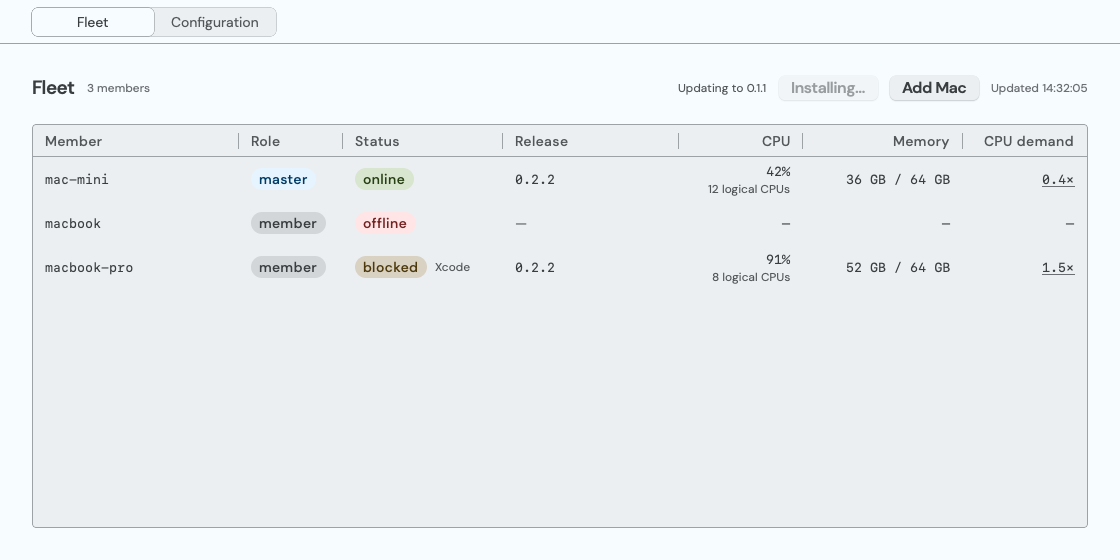 Fleet Configuration
Fleet 3 members Updating to 0.1.1 Installing... Add Mac Updated 14:32:05
Member Role Status Release CPU Memory CPU demand
mac-mini master online 0.2.2 42% 36 GB / 64 GB 0.4×
12 logical CPUs
macbook member offline — — — —
macbook-pro member blocked Xcode 0.2.2 91% 52 GB / 64 GB 1.5×
8 logical CPUs